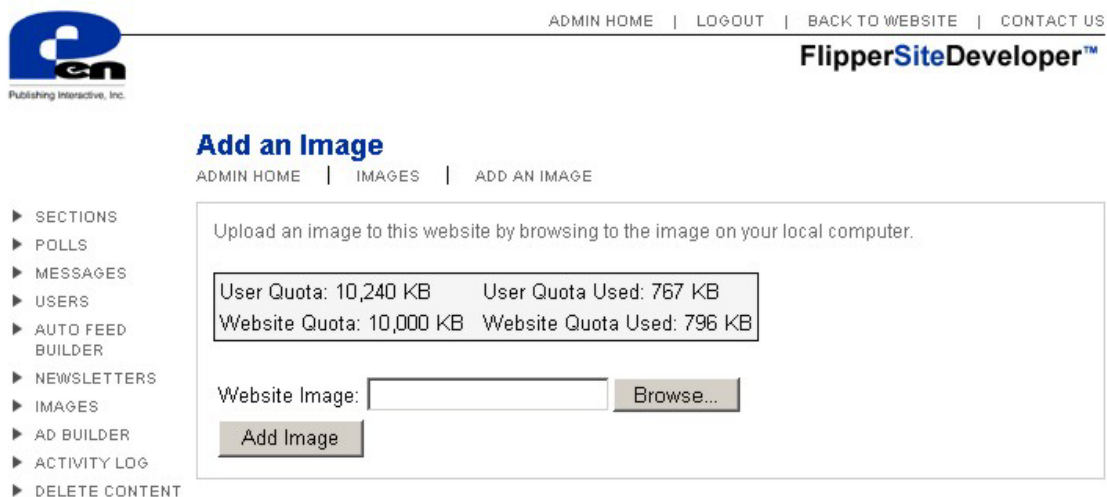 ADMIN HOME | LOGOUT | BACK TO WEBSITE | CONTACT US
Pen
Publishing Interactive, Inc.
FlipperSiteDeveloper™
Add an Image
ADMIN HOME | IMAGES | ADD AN IMAGE
SECTIONS
POLLS
MESSAGES
USERS
AUTO FEED
BUILDER
NEWSLETTERS
IMAGES
AD BUILDER
ACTIVITY LOG
DELETE CONTENT
Upload an image to this website by browsing to the image on your local computer.
User Quota: 10,240 KB User Quota Used: 767 KB
Website Quota: 10,000 KB Website Quota Used: 796 KB
Website Image: Browse...
Add Image